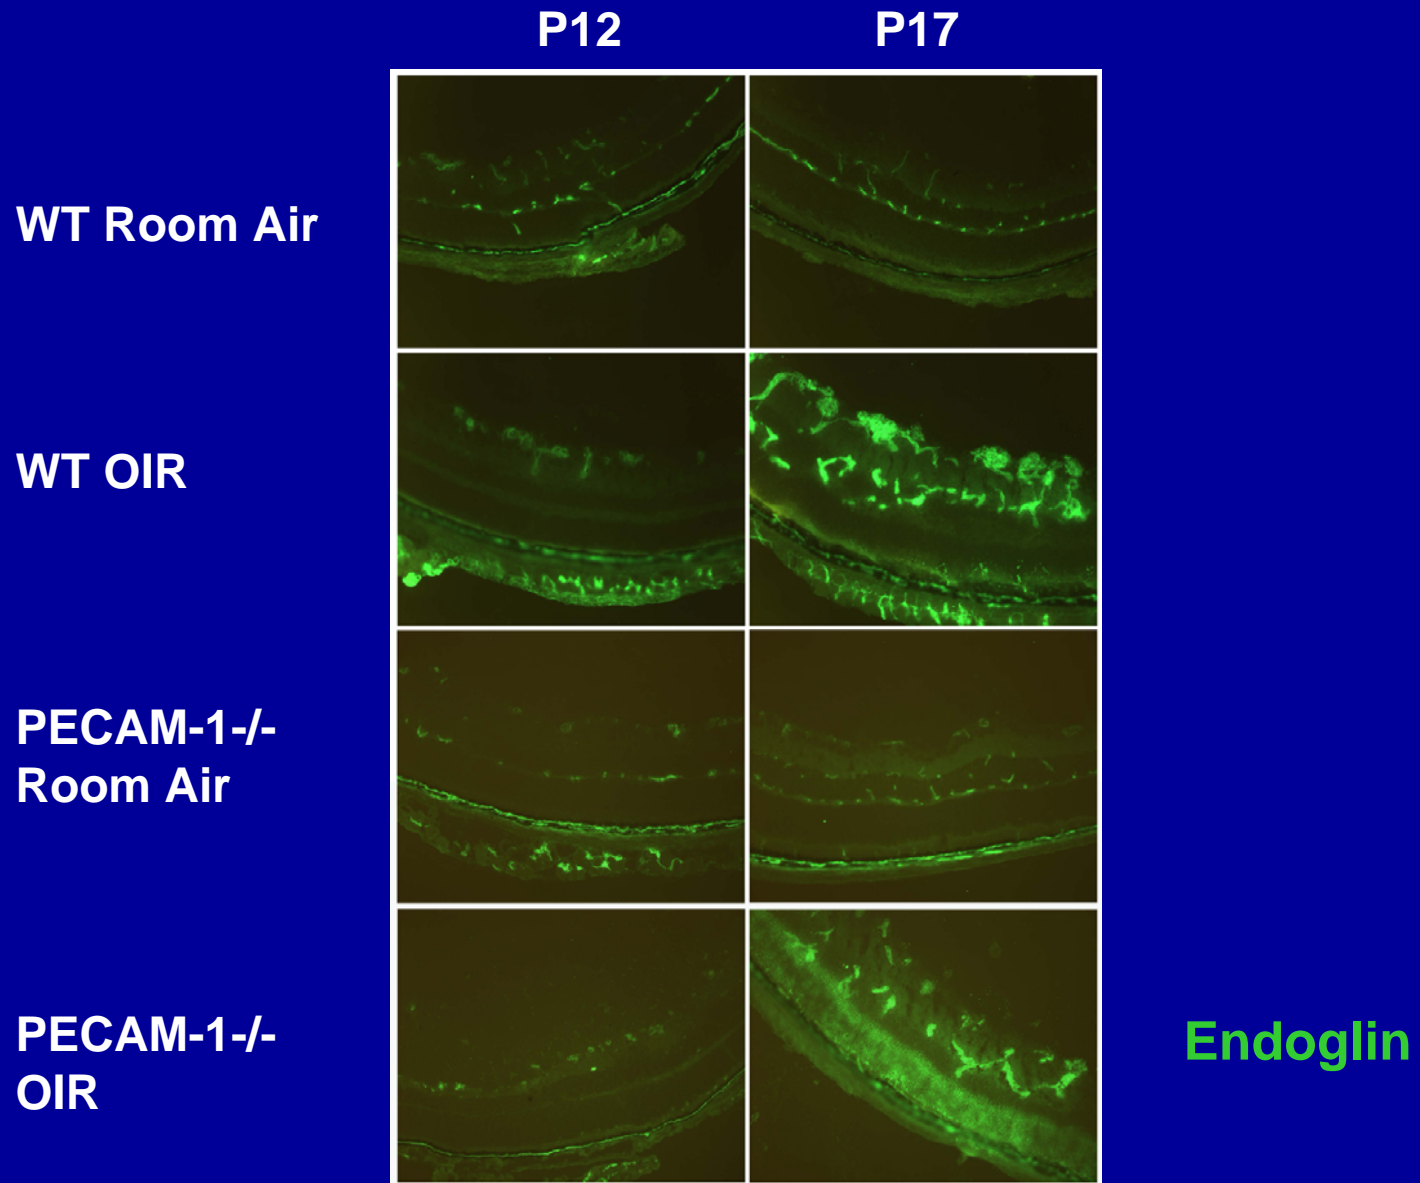 P12 P17
WT Room Air
WT OIR
PECAM-1-/-
Room Air
PECAM-1-/-
OIR
Endoglin